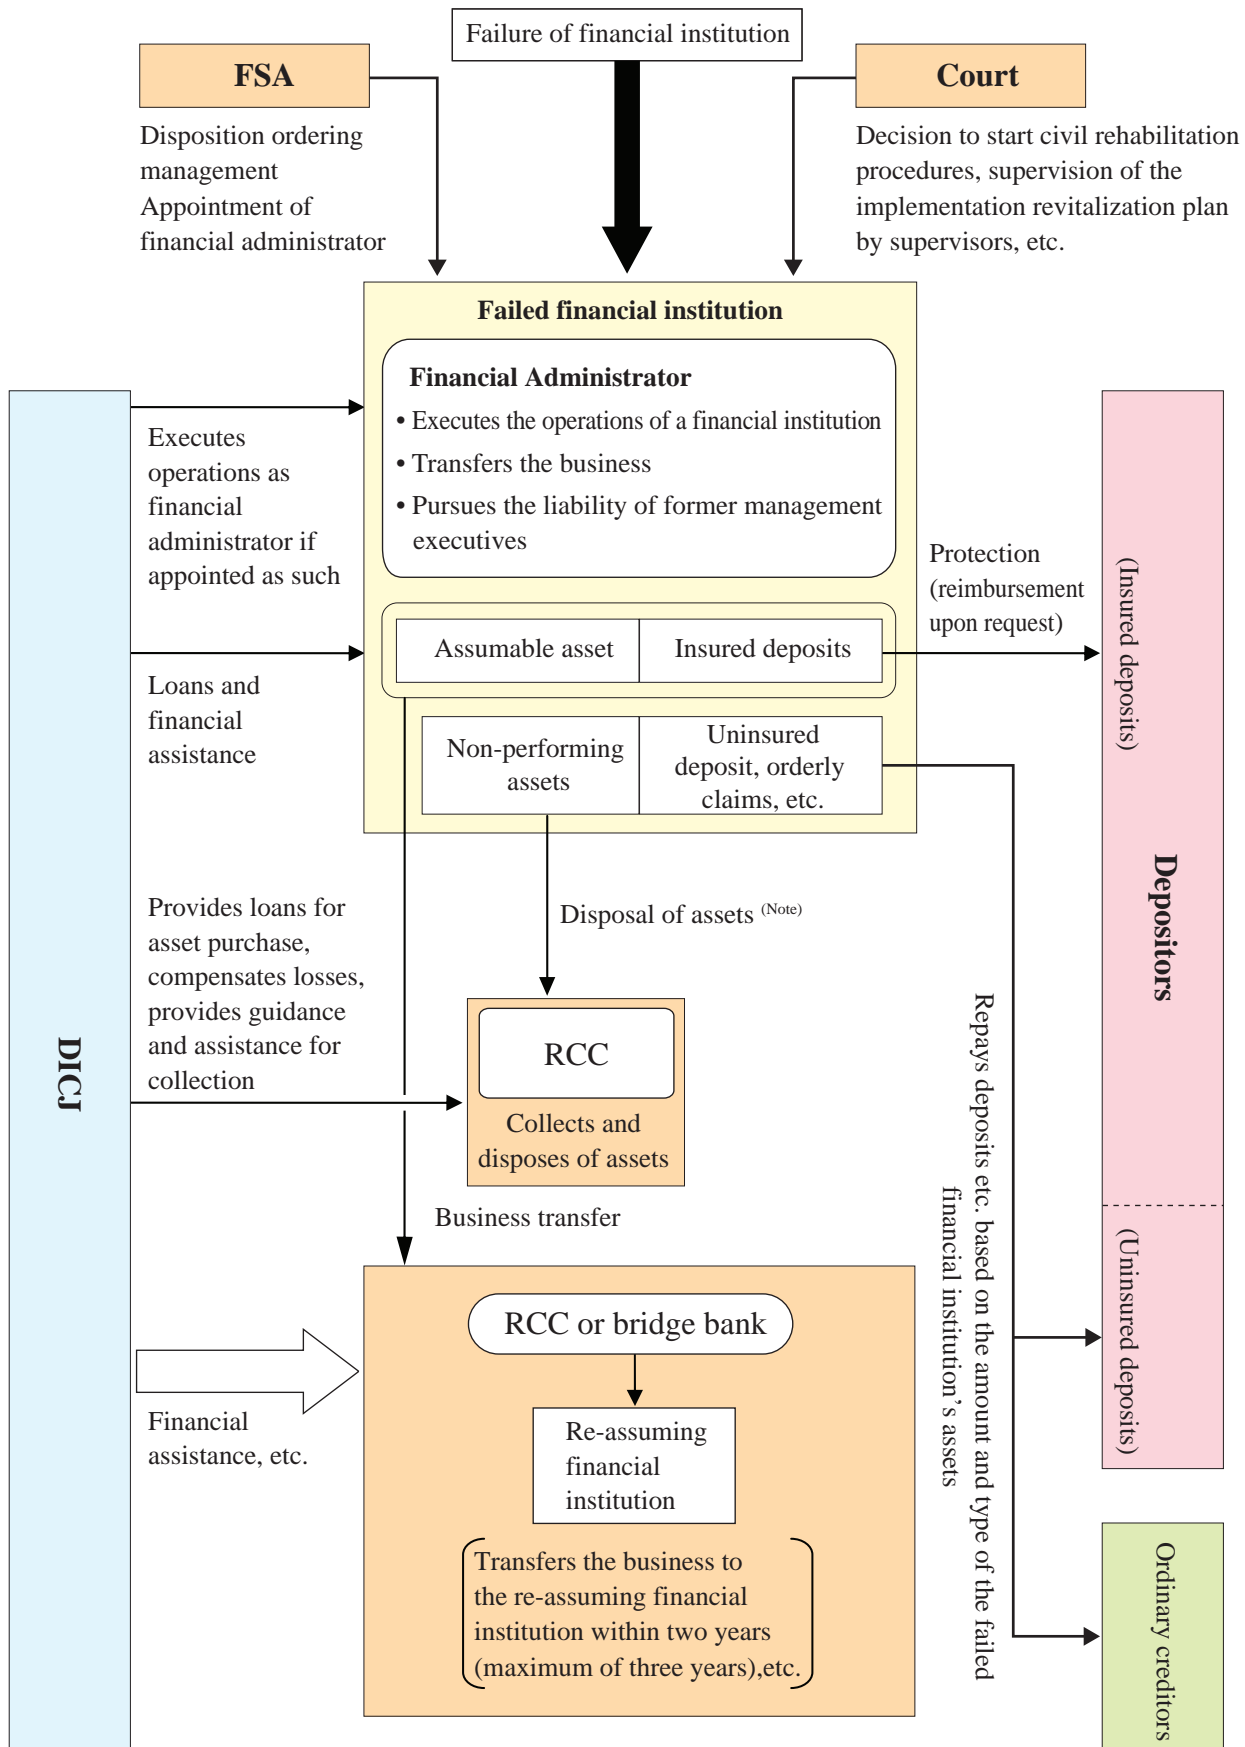 Failure of financial institution
FSA
Disposition ordering
management
Appointment of
financial administrator
Court
Decision to start civil rehabilitation
procedures, supervision of the
implementation revitalization plan
by supervisors, etc.
Failed financial institution
Financial Administrator
• Executes the operations of a financial institution
• Transfers the business
• Pursues the liability of former management
executives
DICJ
Executes
operations as
financial
administrator if
appointed as such
Loans and
financial
assistance
Assumable asset
Insured deposits
Non-performing
assets
Uninsured
deposit, orderly
claims, etc.
Protection
(reimbursement
upon request)
Depositors
(Insured deposits)
(Uninsured deposits)
Provides loans for
asset purchase,
compensates losses,
provides guidance
and assistance for
collection
Disposal of assets (Note)
RCC
Collects and
disposes of assets
Business transfer
Repays deposits etc. based on the amount and type of the failed
financial institution's assets
RCC or bridge bank
Financial
assistance, etc.
Re-assuming
financial
institution
Transfers the business to
the re-assuming financial
institution within two years
(maximum of three years),etc.
Ordinary creditors